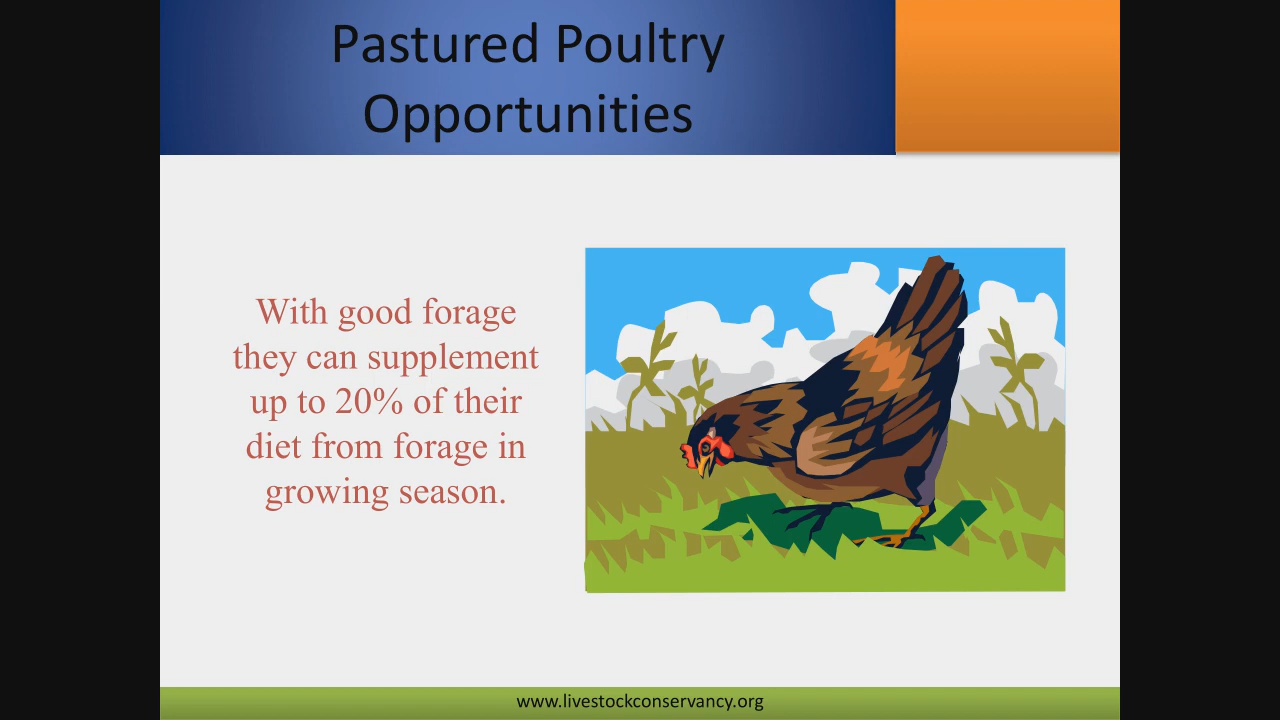 Pastured Poultry
Opportunities
With good forage
they can supplement
up to 20% of their
diet from forage in
growing season.
www.livestockconservancy.org